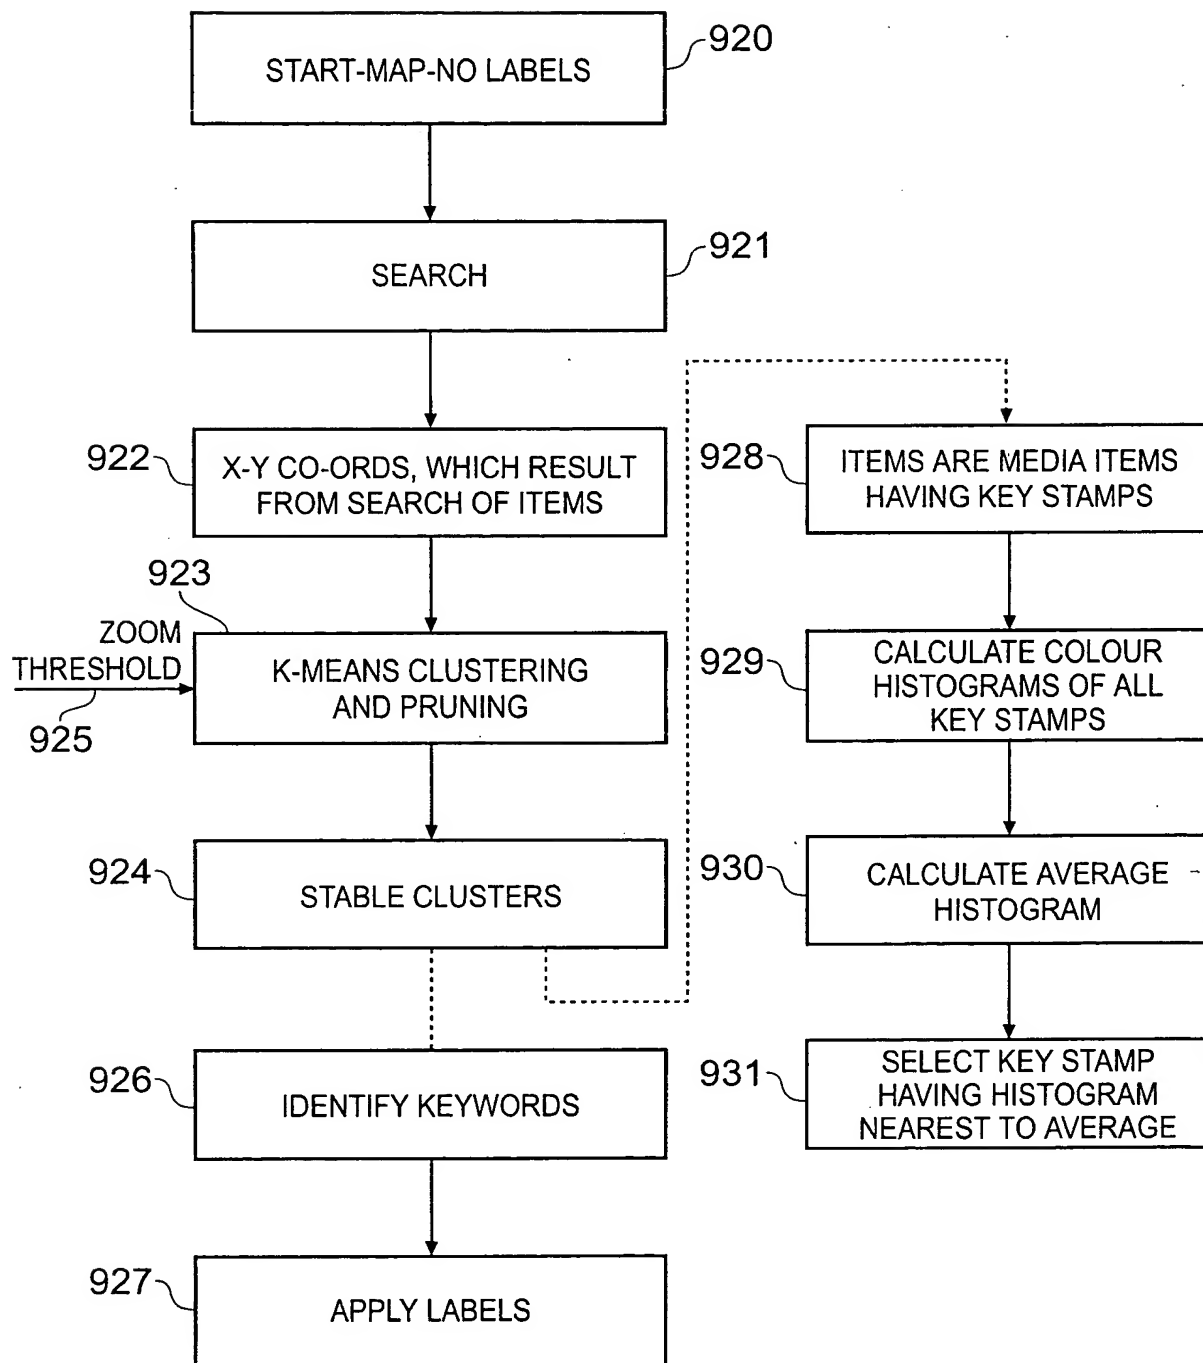 920
START-MAP-NO LABELS
921
SEARCH
922
X-Y CO-ORDS, WHICH RESULT
FROM SEARCH OF ITEMS
923
ZOOM
THRESHOLD
925
K-MEANS CLUSTERING
AND PRUNING
924
STABLE CLUSTERS
926
IDENTIFY KEYWORDS
927
APPLY LABELS
928
ITEMS ARE MEDIA ITEMS
HAVING KEY STAMPS
929
CALCULATE COLOUR
HISTOGRAMS OF ALL
KEY STAMPS
930
CALCULATE AVERAGE
HISTOGRAM
931
SELECT KEY STAMP
HAVING HISTOGRAM
NEAREST TO AVERAGE